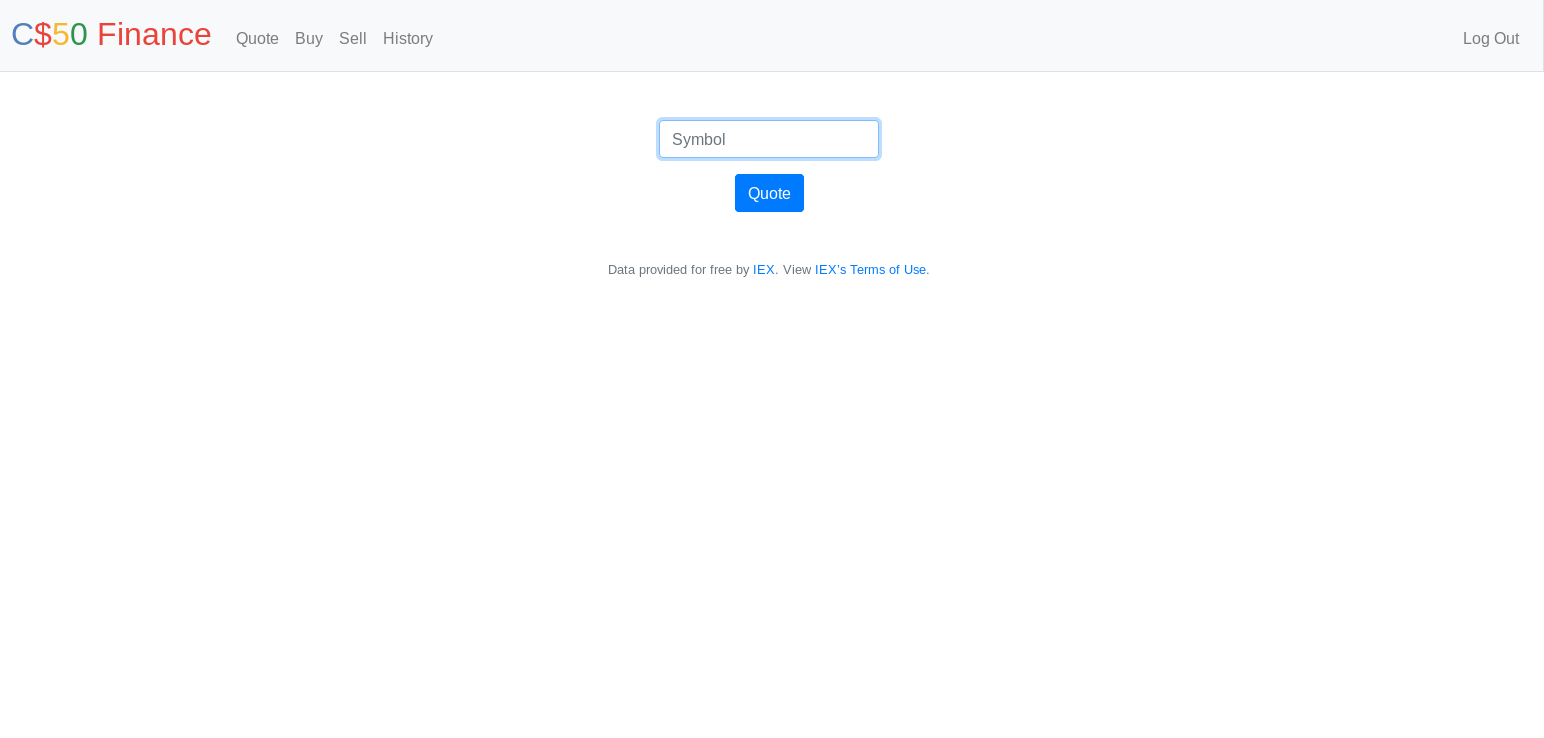 C$50 Finance Quote Buy Sell History Log Out
Symbol
Quote
Data provided for free by IEX. View IEX's Terms of Use.